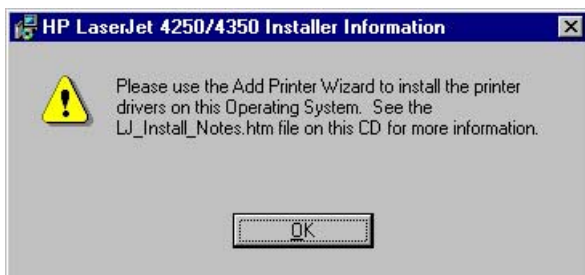 HP LaserJet 4250/4350 Installer Information
Please use the Add Printer Wizard to install the printer
drivers on this Operating System.  See the
LJ_Install_Notes.htm file on this CD for more information.
OK